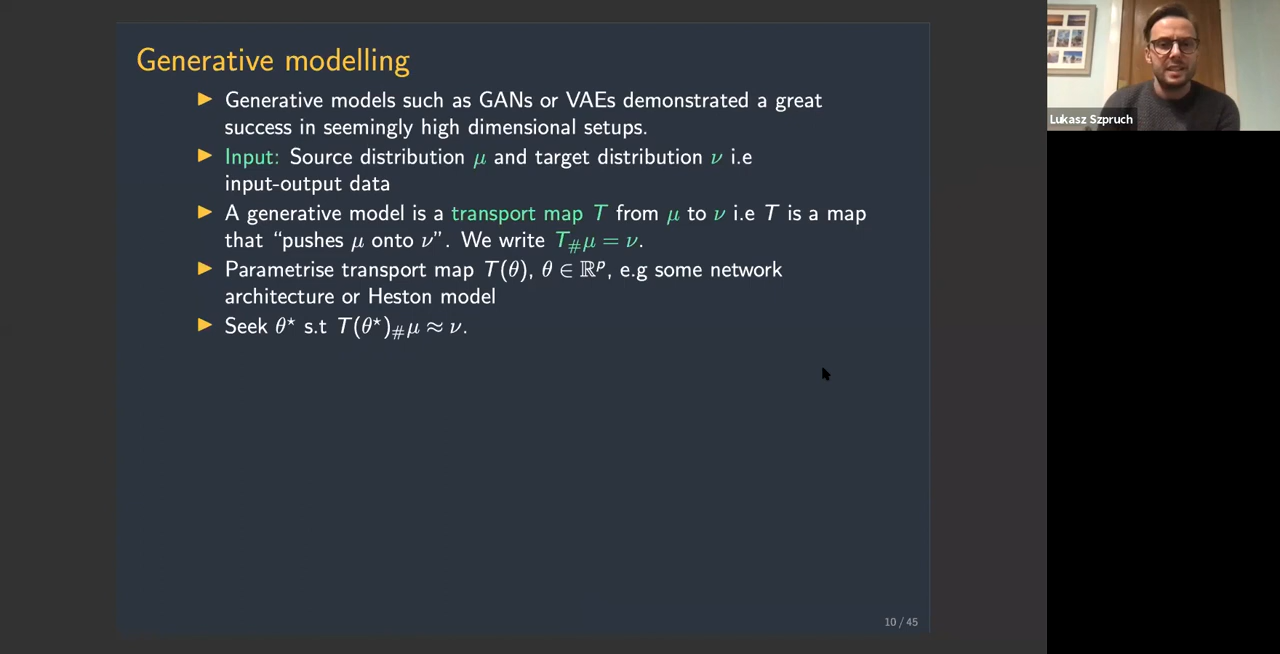 Generative modelling
▶ Generative models such as GANs or VAEs demonstrated a great
success in seemingly high dimensional setups.
▶ Input: Source distribution μ and target distribution ν i.e
input-output data
▶ A generative model is a transport map T from μ to ν i.e T is a map
that “pushes μ onto ν”. We write T#μ = ν.
▶ Parametrise transport map T(θ), θ ∈ ℝᵖ, e.g some network
architecture or Heston model
▶ Seek θ⋆ s.t T(θ⋆)#μ ≈ ν.
10 / 45
Lukasz Szpruch